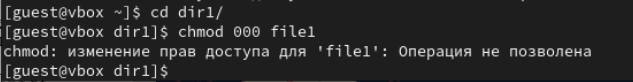 [guest@vbox ~]$ cd dir1/
[guest@vbox dir1]$ chmod 000 file1
chmod: изменение прав доступа для 'file1': Операция не позволена
[guest@vbox dir1]$